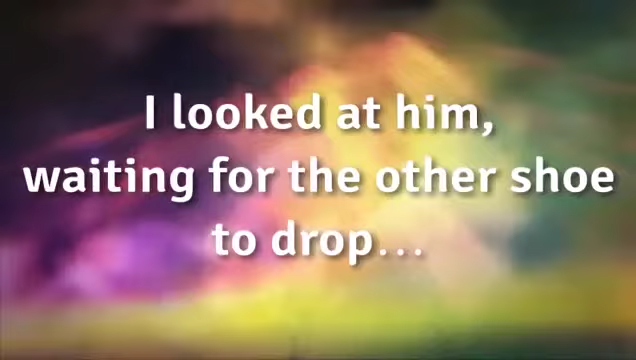 I looked at him,
waiting for the other shoe
to drop…